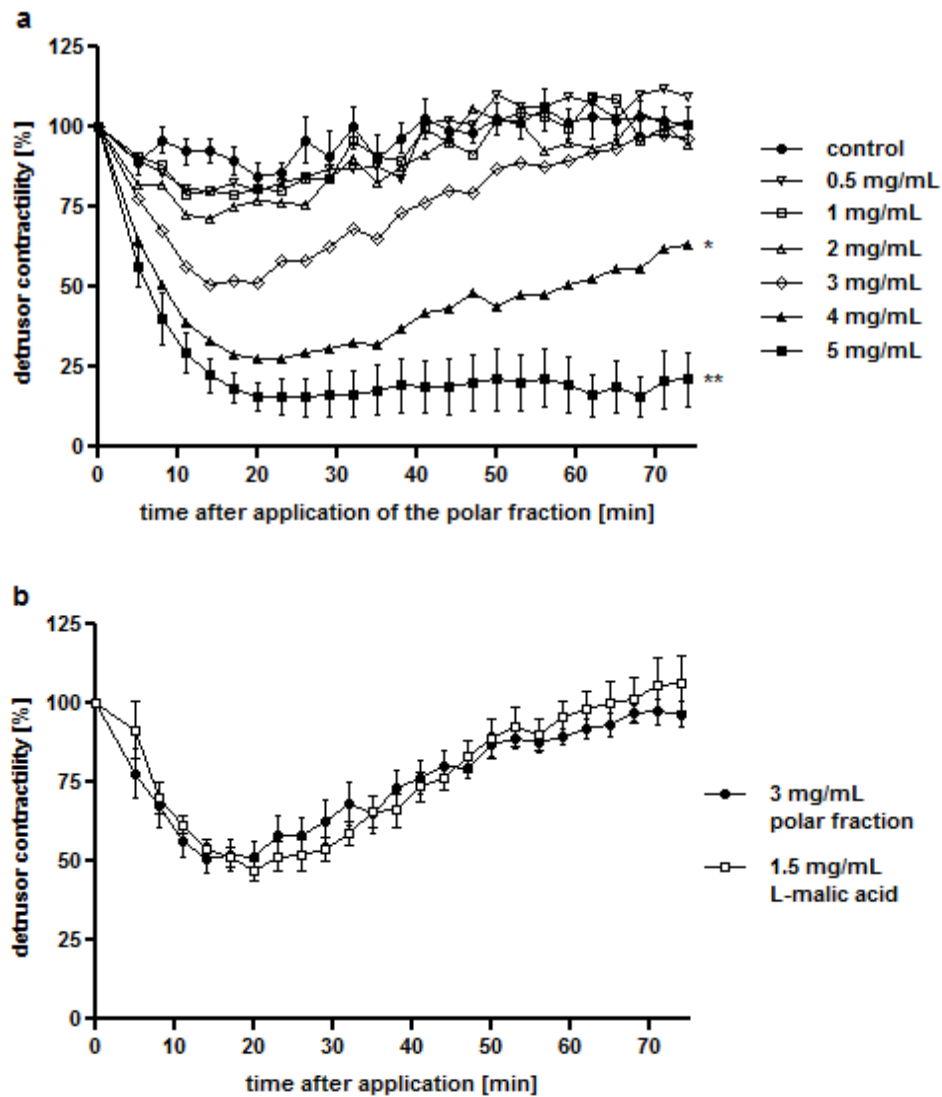 a
125
100
75
50
25
0
detrusor contractility [%]
0 10 20 30 40 50 60 70
time after application of the polar fraction [min]
*
**
control
0.5 mg/mL
1 mg/mL
2 mg/mL
3 mg/mL
4 mg/mL
5 mg/mL
b
125
100
75
50
25
0
detrusor contractility [%]
0 10 20 30 40 50 60 70
time after application [min]
3 mg/mL
polar fraction
1.5 mg/mL
L-malic acid